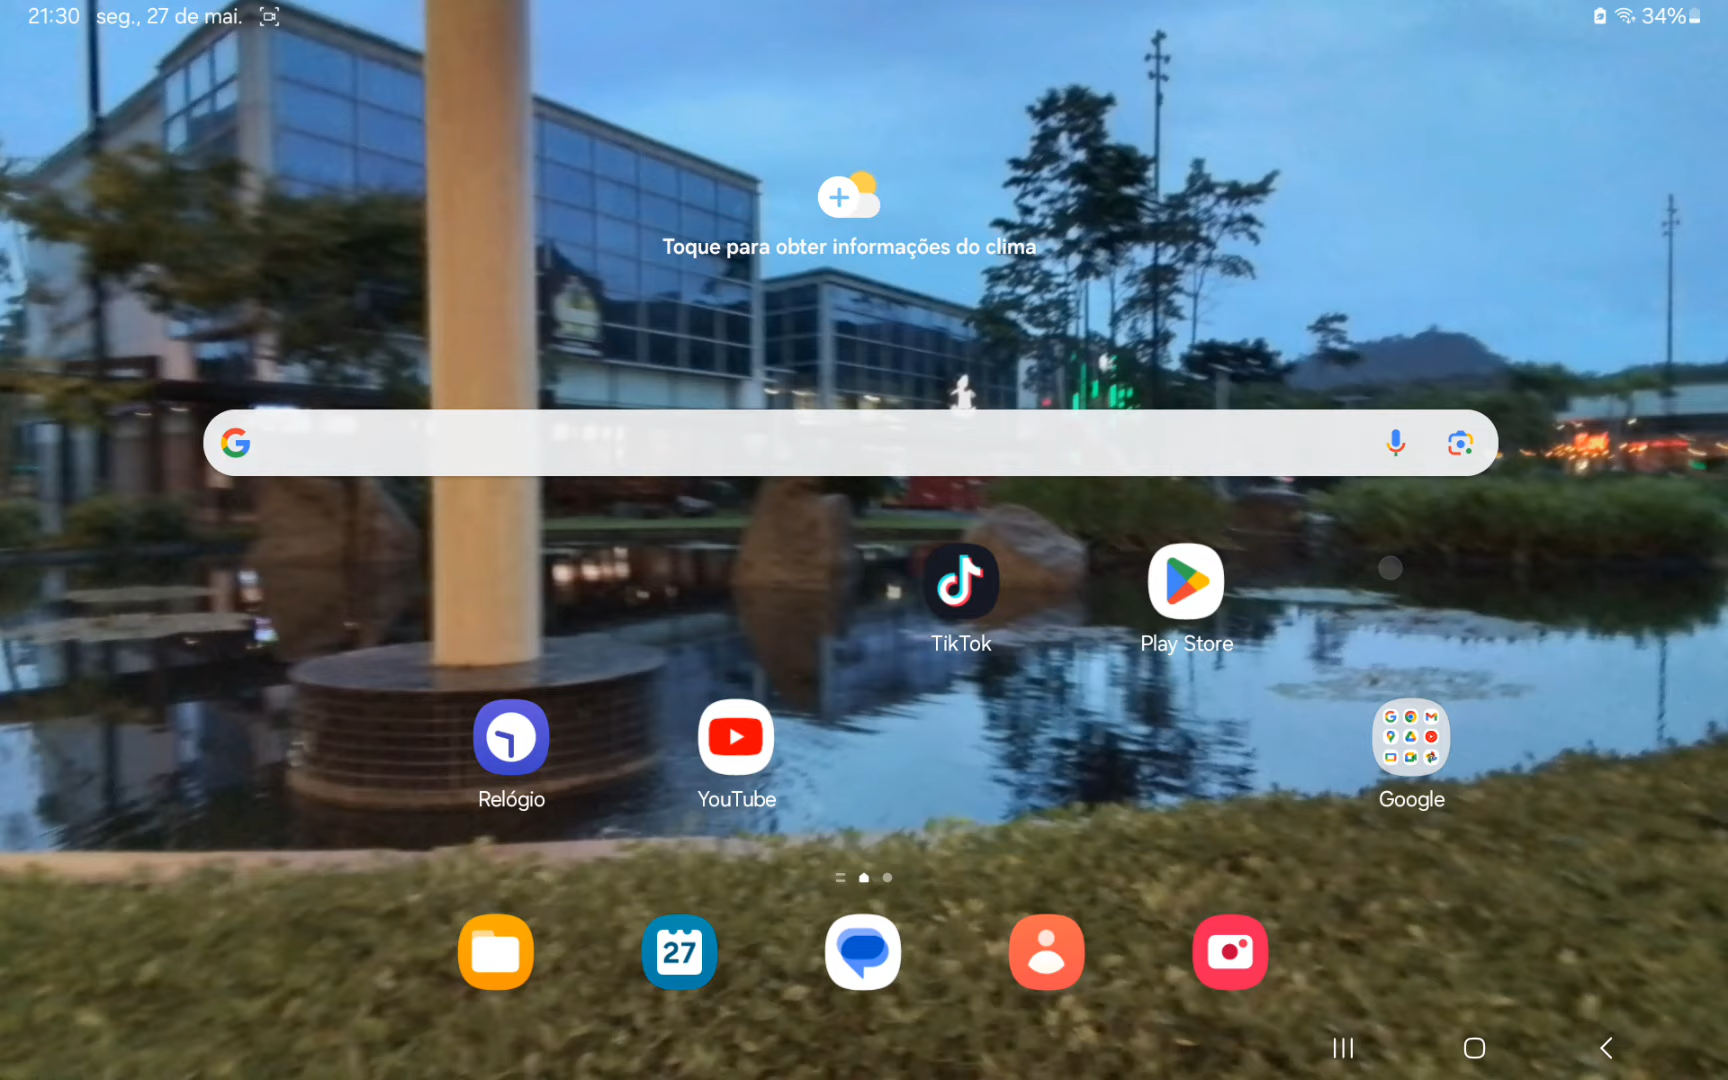 21:30 seg., 27 de mai. 34%
Toque para obter informações do clima
TikTok Play Store
Relógio YouTube Google
27